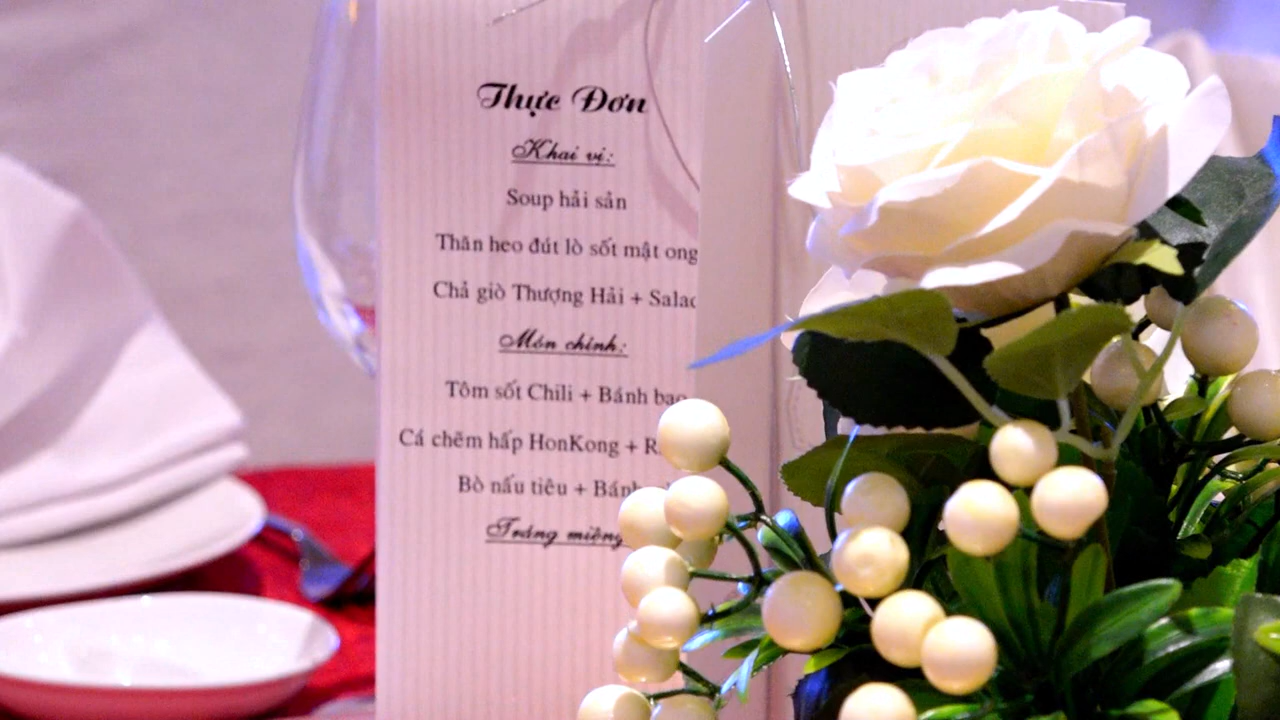 Thực Đơn
Khai vị:
Soup hải sản
Thăn heo đút lò sốt mật ong
Chả giò Thượng Hải + Salad
Món chính:
Tôm sốt Chili + Bánh bao
Cá chẽm hấp HonKong +
Bò nấu tiêu + Bánh
Tráng miệng